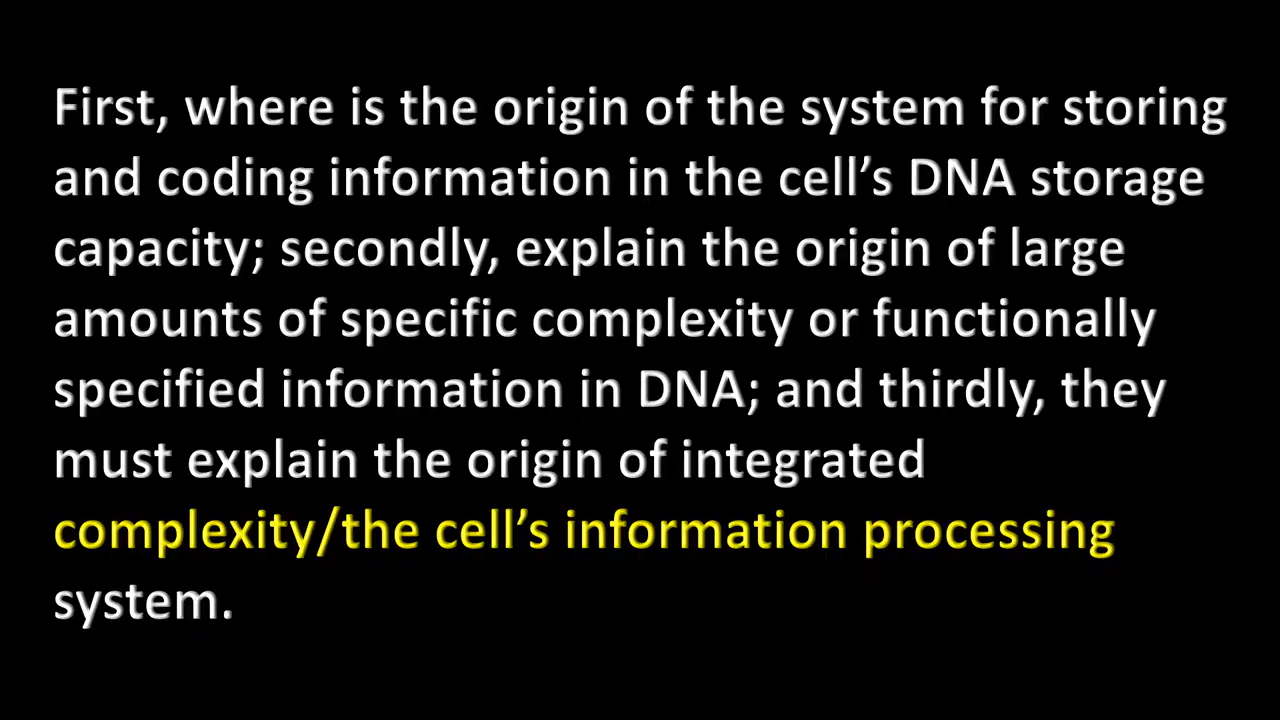 First, where is the origin of the system for storing
and coding information in the cell’s DNA storage
capacity; secondly, explain the origin of large
amounts of specific complexity or functionally
specified information in DNA; and thirdly, they
must explain the origin of integrated
complexity/the cell’s information processing
system.